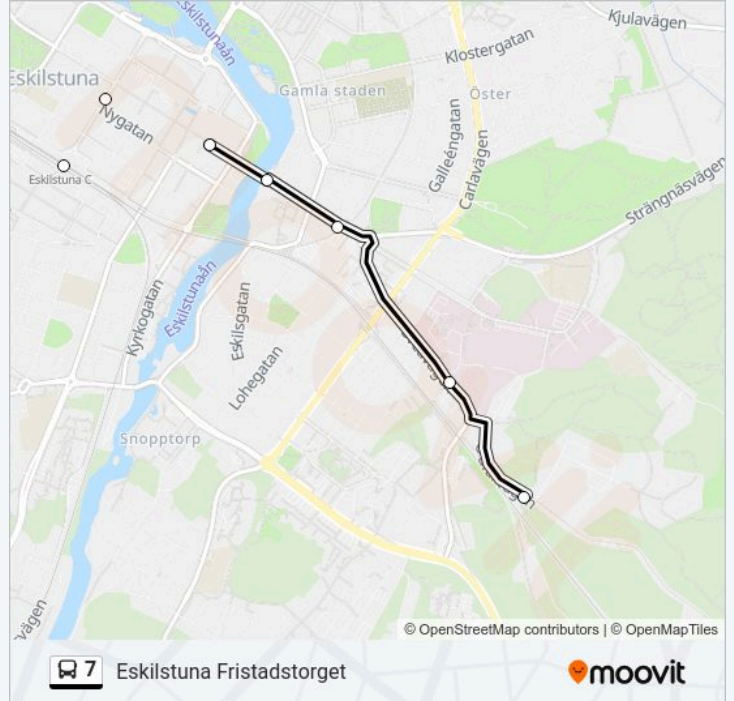 Eskilstunaån
Kjulavägen
Klostergatan
Eskilstuna
Gamla staden
Öster
Nygatan
Galleéngatan
Carlavägen
Eskilstuna C
Strängnäsvägen
Eskilstunaån
Kyrkogatan
Eskilsgatan
Lohegatan
Snopptorp
© OpenStreetMap contributors | © OpenMapTiles
7 Eskilstuna Fristadstorget
moovit